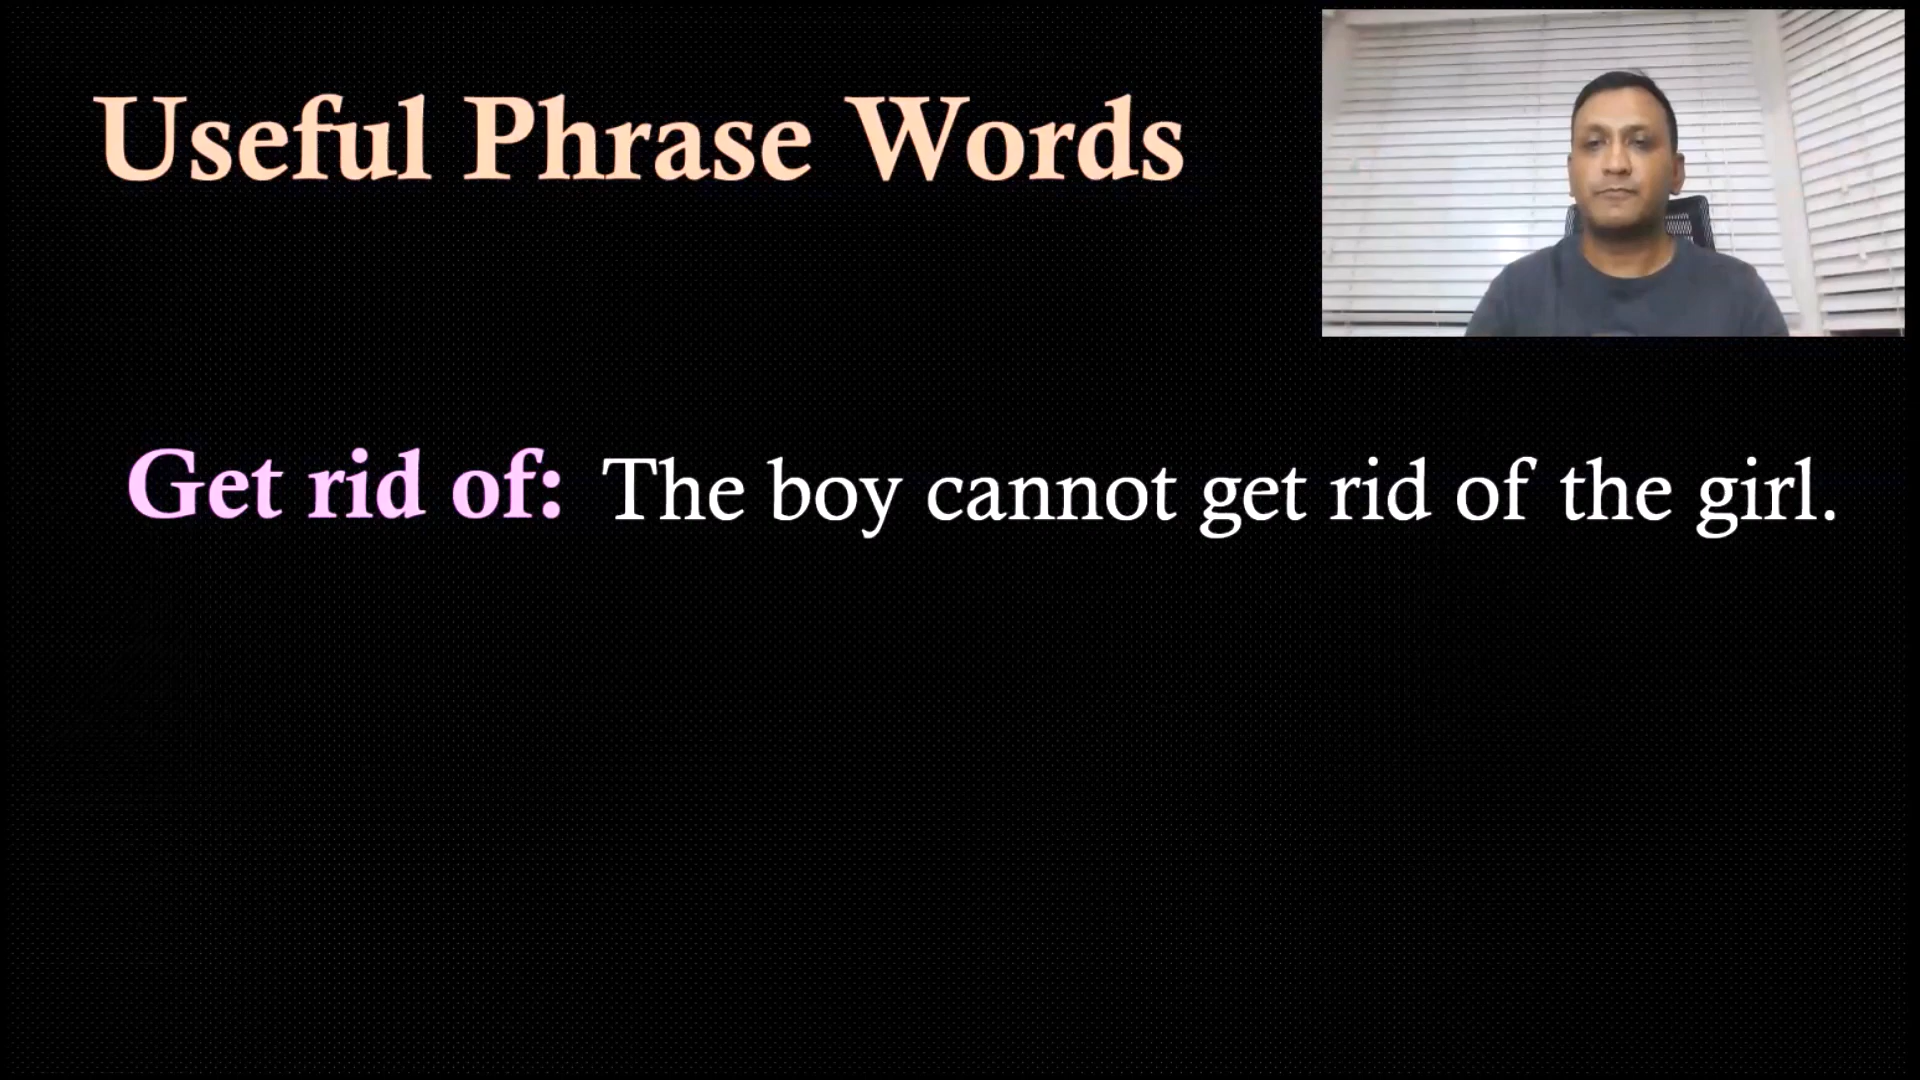 Useful Phrase Words
Get rid of: The boy cannot get rid of the girl.